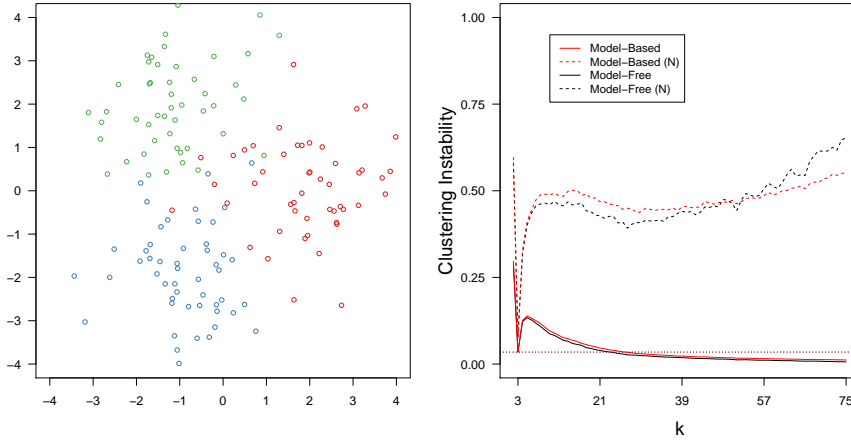 4
3
2
1
0
−1
−2
−3
−4
−4 −3 −2 −1 0 1 2 3 4
Clustering Instability
1.00
0.75
0.50
0.25
0.00
Model−Based
Model−Based (N)
Model−Free
Model−Free (N)
3 21 39 57 75
k